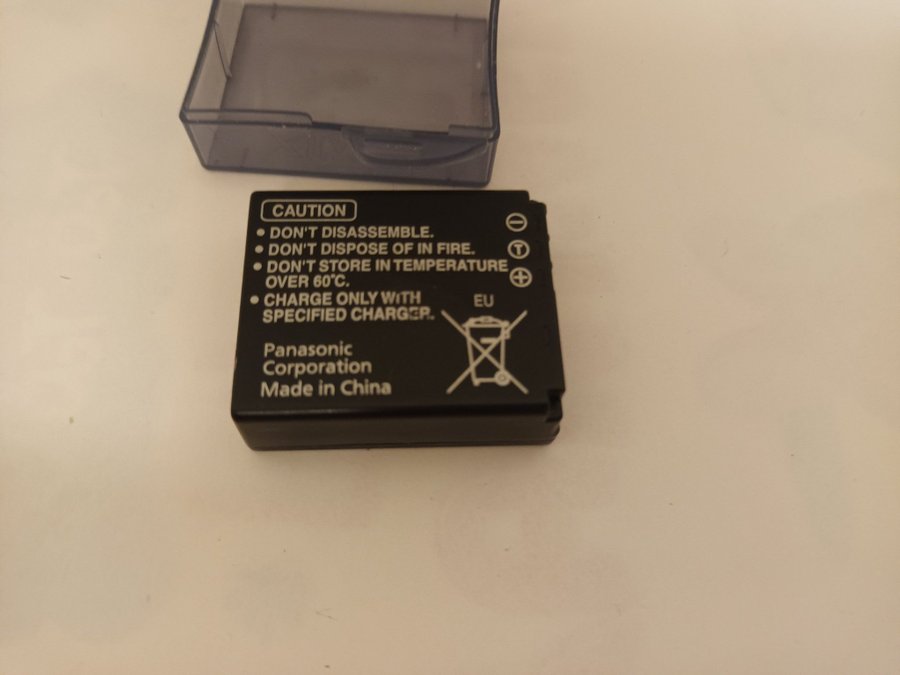 CAUTION
• DON'T DISASSEMBLE.
• DON'T DISPOSE OF IN FIRE.
• DON'T STORE IN TEMPERATURE
OVER 60°C.
• CHARGE ONLY WITH
SPECIFIED CHARGER.
Panasonic
Corporation
Made in China
T
EU